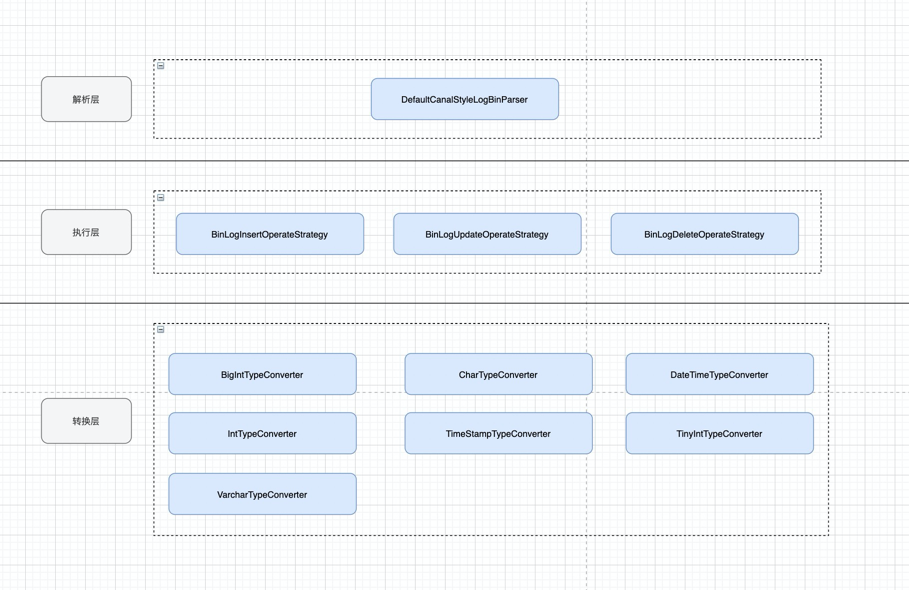 解析层
DefaultCanalStyleLogBinParser
执行层
BinLogInsertOperateStrategy
BinLogUpdateOperateStrategy
BinLogDeleteOperateStrategy
转换层
BigIntTypeConverter
CharTypeConverter
DateTimeTypeConverter
IntTypeConverter
TimeStampTypeConverter
TinyIntTypeConverter
VarcharTypeConverter